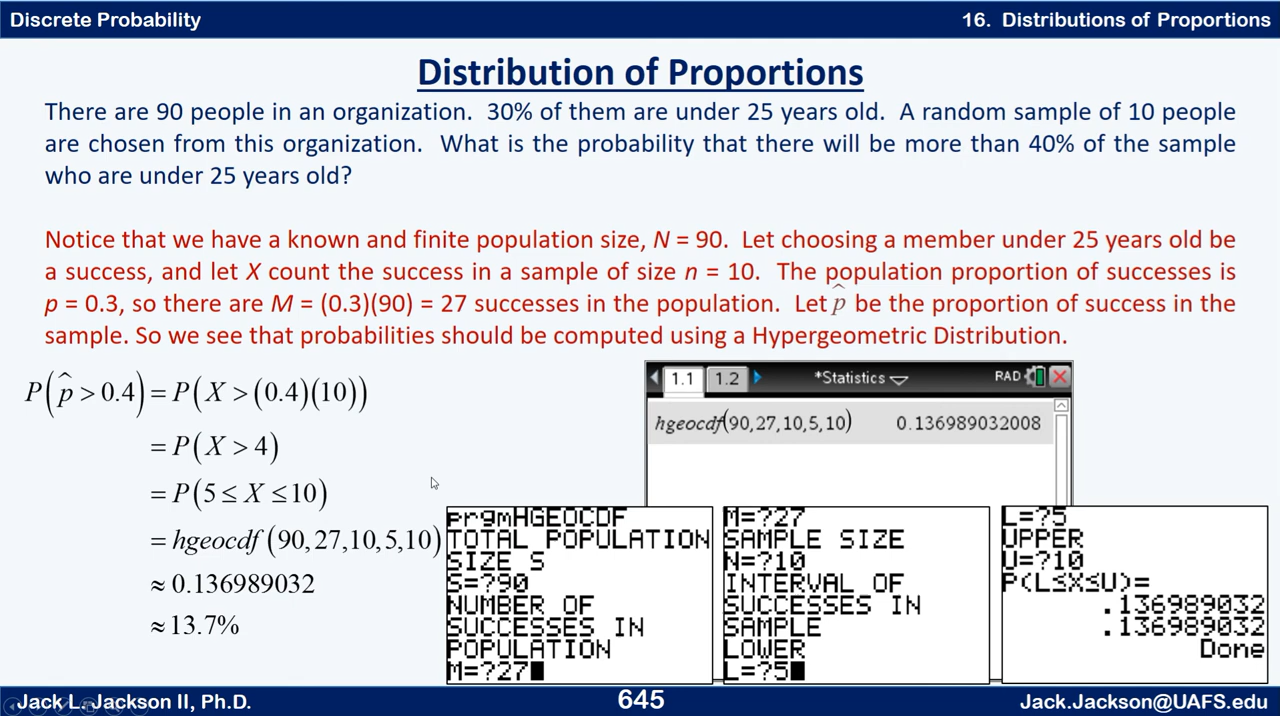 Discrete Probability
16. Distributions of Proportions
Distribution of Proportions
There are 90 people in an organization. 30% of them are under 25 years old. A random sample of 10 people
are chosen from this organization. What is the probability that there will be more than 40% of the sample
who are under 25 years old?
Notice that we have a known and finite population size, N = 90. Let choosing a member under 25 years old be
a success, and let X count the success in a sample of size n = 10. The population proportion of successes is
p = 0.3, so there are M = (0.3)(90) = 27 successes in the population. Let p̂ be the proportion of success in the
sample. So we see that probabilities should be computed using a Hypergeometric Distribution.
P(p̂ > 0.4) = P(X > (0.4)(10))
= P(X > 4)
= P(5 ≤ X ≤ 10)
= hgeocdf (90, 27, 10, 5, 10)
≈ 0.136989032
≈ 13.7%
1.1
1.2
*Statistics
RAD
hgeocdf(90,27,10,5,10) 0.136989032008
prgmHGEOCDF
TOTAL POPULATION
SIZE S
S=?90
NUMBER OF
SUCCESSES IN
POPULATION
M=?27
M=?27
SAMPLE SIZE
N=?10
INTERVAL OF
SUCCESSES IN
SAMPLE
LOWER
L=?5
L=?5
UPPER
U=?10
P(L≤X≤U)=
.136989032
.136989032
Done
Jack L. Jackson II, Ph.D.
645
Jack.Jackson@UAFS.edu